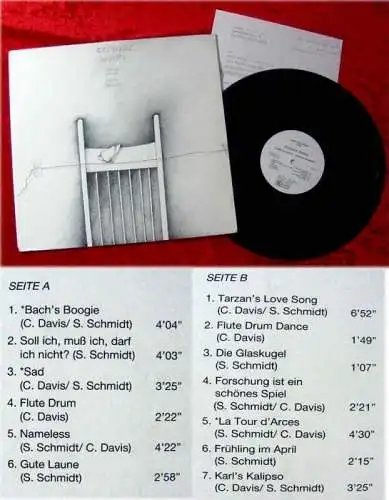 SEITE A
1. *Bach's Boogie
(C. Davis/ S. Schmidt) 4'04"
2. Soll ich, muß ich, darf
ich nicht? (S. Schmidt) 4'03"
3. *Sad
(C. Davis/ S. Schmidt) 3'25"
4. Flute Drum
(C. Davis) 2'22"
5. Nameless
(S. Schmidt/ C. Davis) 4'22"
6. Gute Laune
(S. Schmidt) 2'58"
SEITE B
1. Tarzan's Love Song
(C. Davis/ S. Schmidt) 6'52"
2. Flute Drum Dance
(C. Davis) 1'49"
3. Die Glaskugel
(S. Schmidt) 1'07"
4. Forschung ist ein
schönes Spiel
(S. Schmidt/ C. Davis) 2'21"
5. *La Tour d'Arces
(S. Schmidt/ C. Davis) 4'30"
6. Frühling im April
(S. Schmidt) 2'15"
7. Karl's Kalipso
(C. Davis/ S. Schmidt) 3'25"